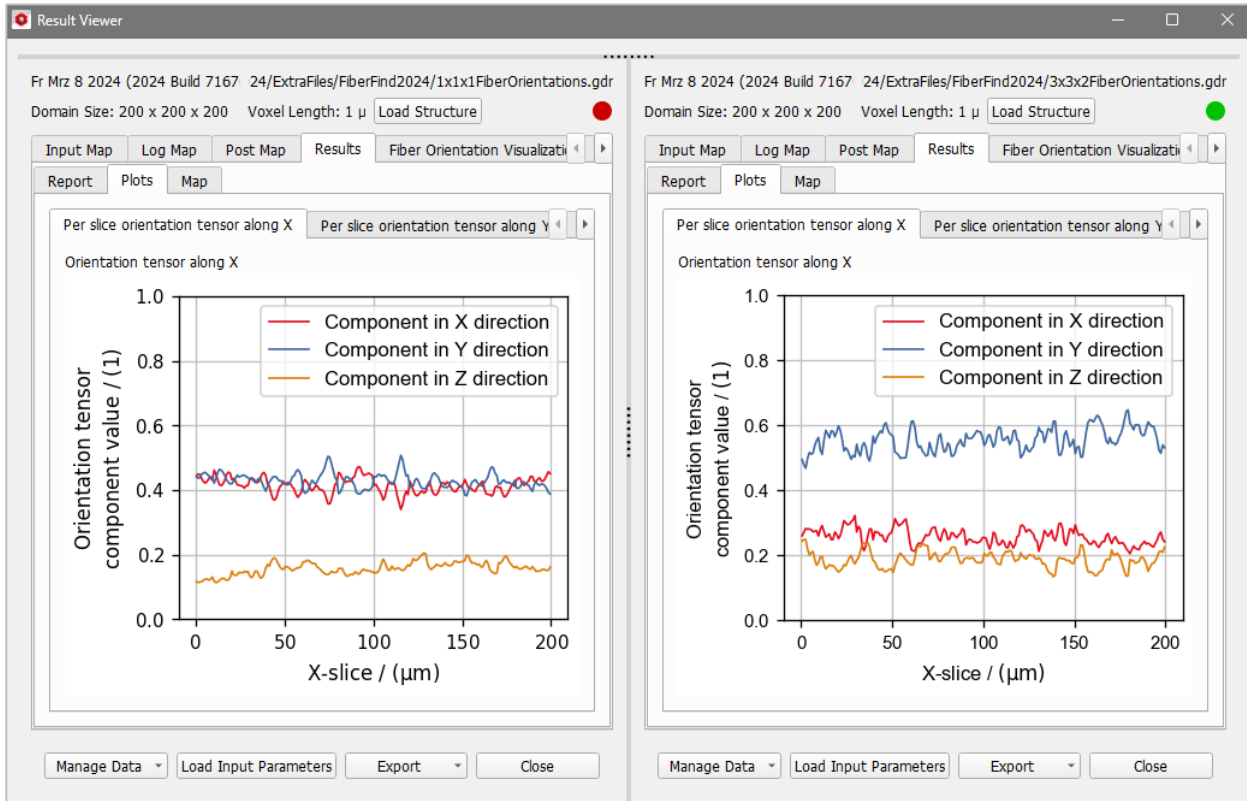 Result Viewer
Fr Mrz 8 2024 (2024 Build 7167 24/ExtraFiles/FiberFind2024/1x1x1FiberOrientations.gdr
Domain Size: 200 x 200 x 200 Voxel Length: 1 µ Load Structure
Input Map Log Map Post Map Results Fiber Orientation Visualizati
Report Plots Map
Per slice orientation tensor along X Per slice orientation tensor along Y
Orientation tensor along X
1.0
0.8
0.6
0.4
0.2
0.0
Orientation tensor
component value / (1)
Component in X direction
Component in Y direction
Component in Z direction
0 50 100 150 200
X-slice / (µm)
Manage Data Load Input Parameters Export Close
Fr Mrz 8 2024 (2024 Build 7167 24/ExtraFiles/FiberFind2024/3x3x2FiberOrientations.gdr
Domain Size: 200 x 200 x 200 Voxel Length: 1 µ Load Structure
Input Map Log Map Post Map Results Fiber Orientation Visualizati
Report Plots Map
Per slice orientation tensor along X Per slice orientation tensor along Y
Orientation tensor along X
1.0
0.8
0.6
0.4
0.2
0.0
Orientation tensor
component value / (1)
Component in X direction
Component in Y direction
Component in Z direction
0 50 100 150 200
X-slice / (µm)
Manage Data Load Input Parameters Export Close